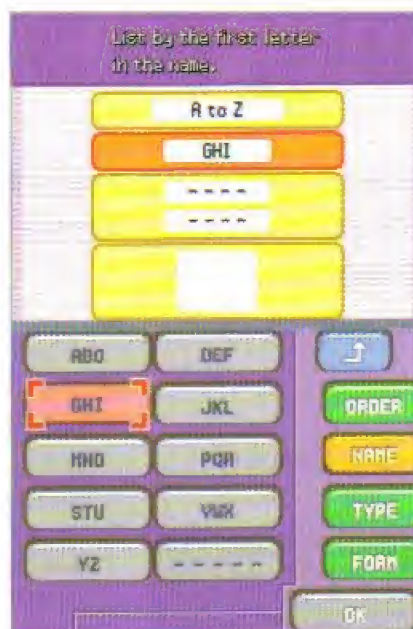 List by the first letter
in the name.
A to Z
GHI
- - - -
- - - -
ABC DEF
GHI JKL ORDER
MNO PQR NAME
STU VWX TYPE
YZ - - - - - FORM
OK